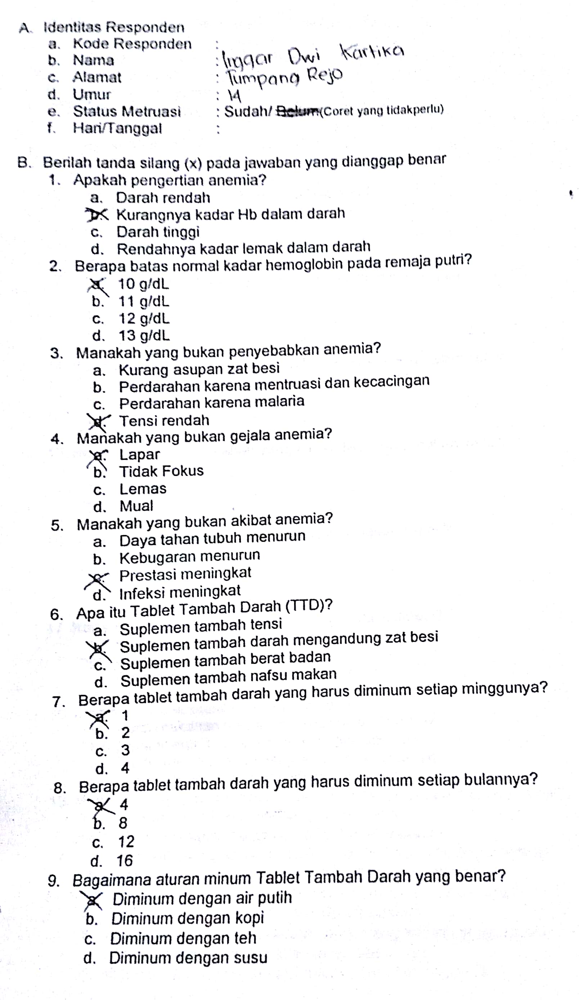 A. Identitas Responden
a. Kode Responden :
b. Nama : Inggar Dwi Kartika
c. Alamat : Tumpang Rejo
d. Umur : 14
e. Status Metruasi : Sudah/ Belum(Coret yang tidakperlu)
f. Hari/Tanggal :
B. Berilah tanda silang (x) pada jawaban yang dianggap benar
1. Apakah pengertian anemia?
a. Darah rendah
b. Kurangnya kadar Hb dalam darah
c. Darah tinggi
d. Rendahnya kadar lemak dalam darah
2. Berapa batas normal kadar hemoglobin pada remaja putri?
a. 10 g/dL
b. 11 g/dL
c. 12 g/dL
d. 13 g/dL
3. Manakah yang bukan penyebabkan anemia?
a. Kurang asupan zat besi
b. Perdarahan karena mentruasi dan kecacingan
c. Perdarahan karena malaria
d. Tensi rendah
4. Manakah yang bukan gejala anemia?
a. Lapar
b. Tidak Fokus
c. Lemas
d. Mual
5. Manakah yang bukan akibat anemia?
a. Daya tahan tubuh menurun
b. Kebugaran menurun
c. Prestasi meningkat
d. Infeksi meningkat
6. Apa itu Tablet Tambah Darah (TTD)?
a. Suplemen tambah tensi
b. Suplemen tambah darah mengandung zat besi
c. Suplemen tambah berat badan
d. Suplemen tambah nafsu makan
7. Berapa tablet tambah darah yang harus diminum setiap minggunya?
a. 1
b. 2
c. 3
d. 4
8. Berapa tablet tambah darah yang harus diminum setiap bulannya?
a. 4
b. 8
c. 12
d. 16
9. Bagaimana aturan minum Tablet Tambah Darah yang benar?
a. Diminum dengan air putih
b. Diminum dengan kopi
c. Diminum dengan teh
d. Diminum dengan susu